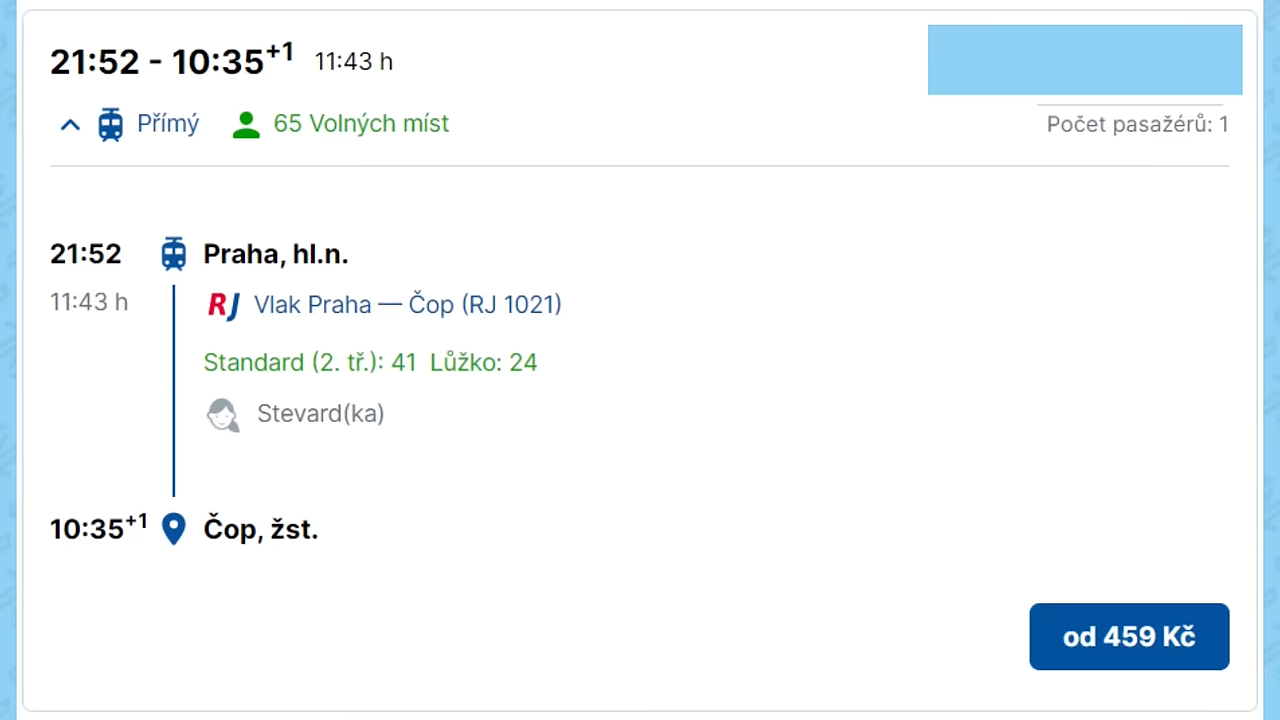 21:52 - 10:35+1 11:43 h
Přímý 65 Volných míst
Počet pasažérů: 1
21:52 Praha, hl.n.
11:43 h RJ Vlak Praha — Čop (RJ 1021)
Standard (2. tř.): 41 Lůžko: 24
Stevard(ka)
10:35+1 Čop, žst.
od 459 Kč